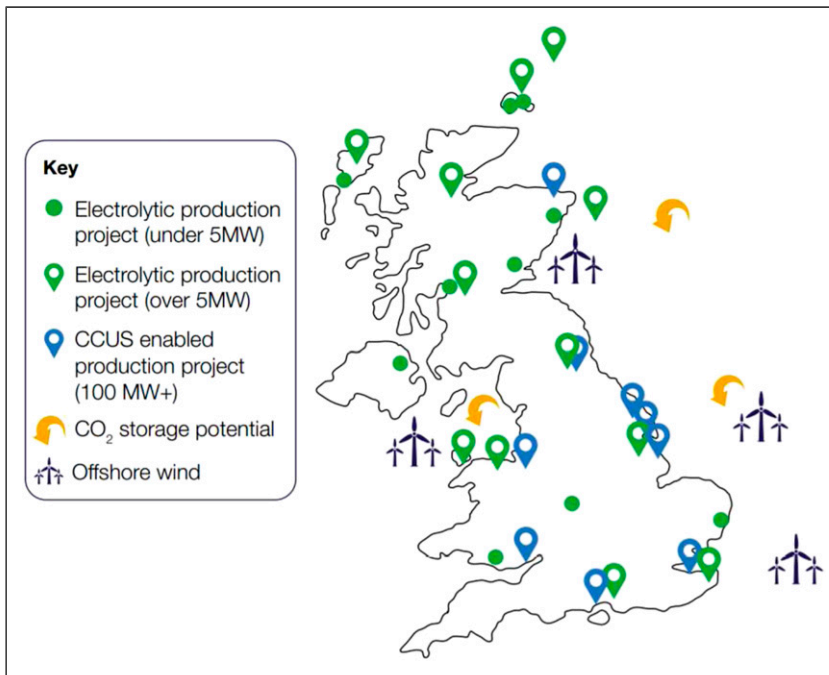 Key
Electrolytic production
project (under 5MW)
Electrolytic production
project (over 5MW)
CCUS enabled
production project
(100 MW+)
CO₂ storage potential
Offshore wind